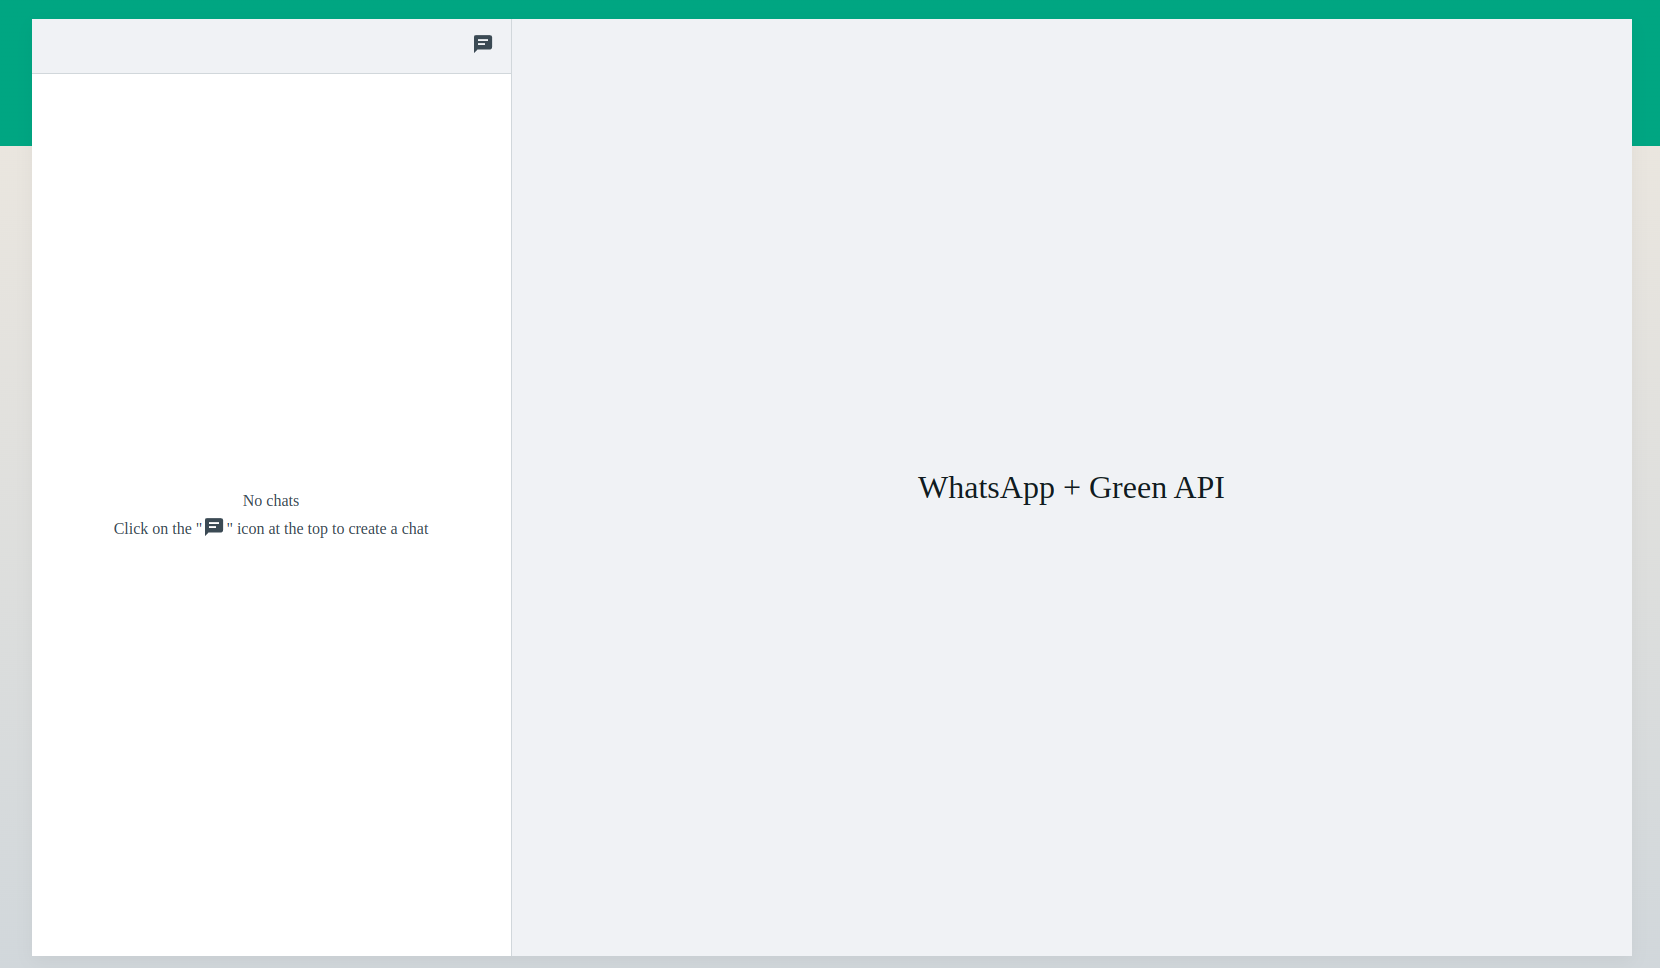 No chats
Click on the "" icon at the top to create a chat
WhatsApp + Green API